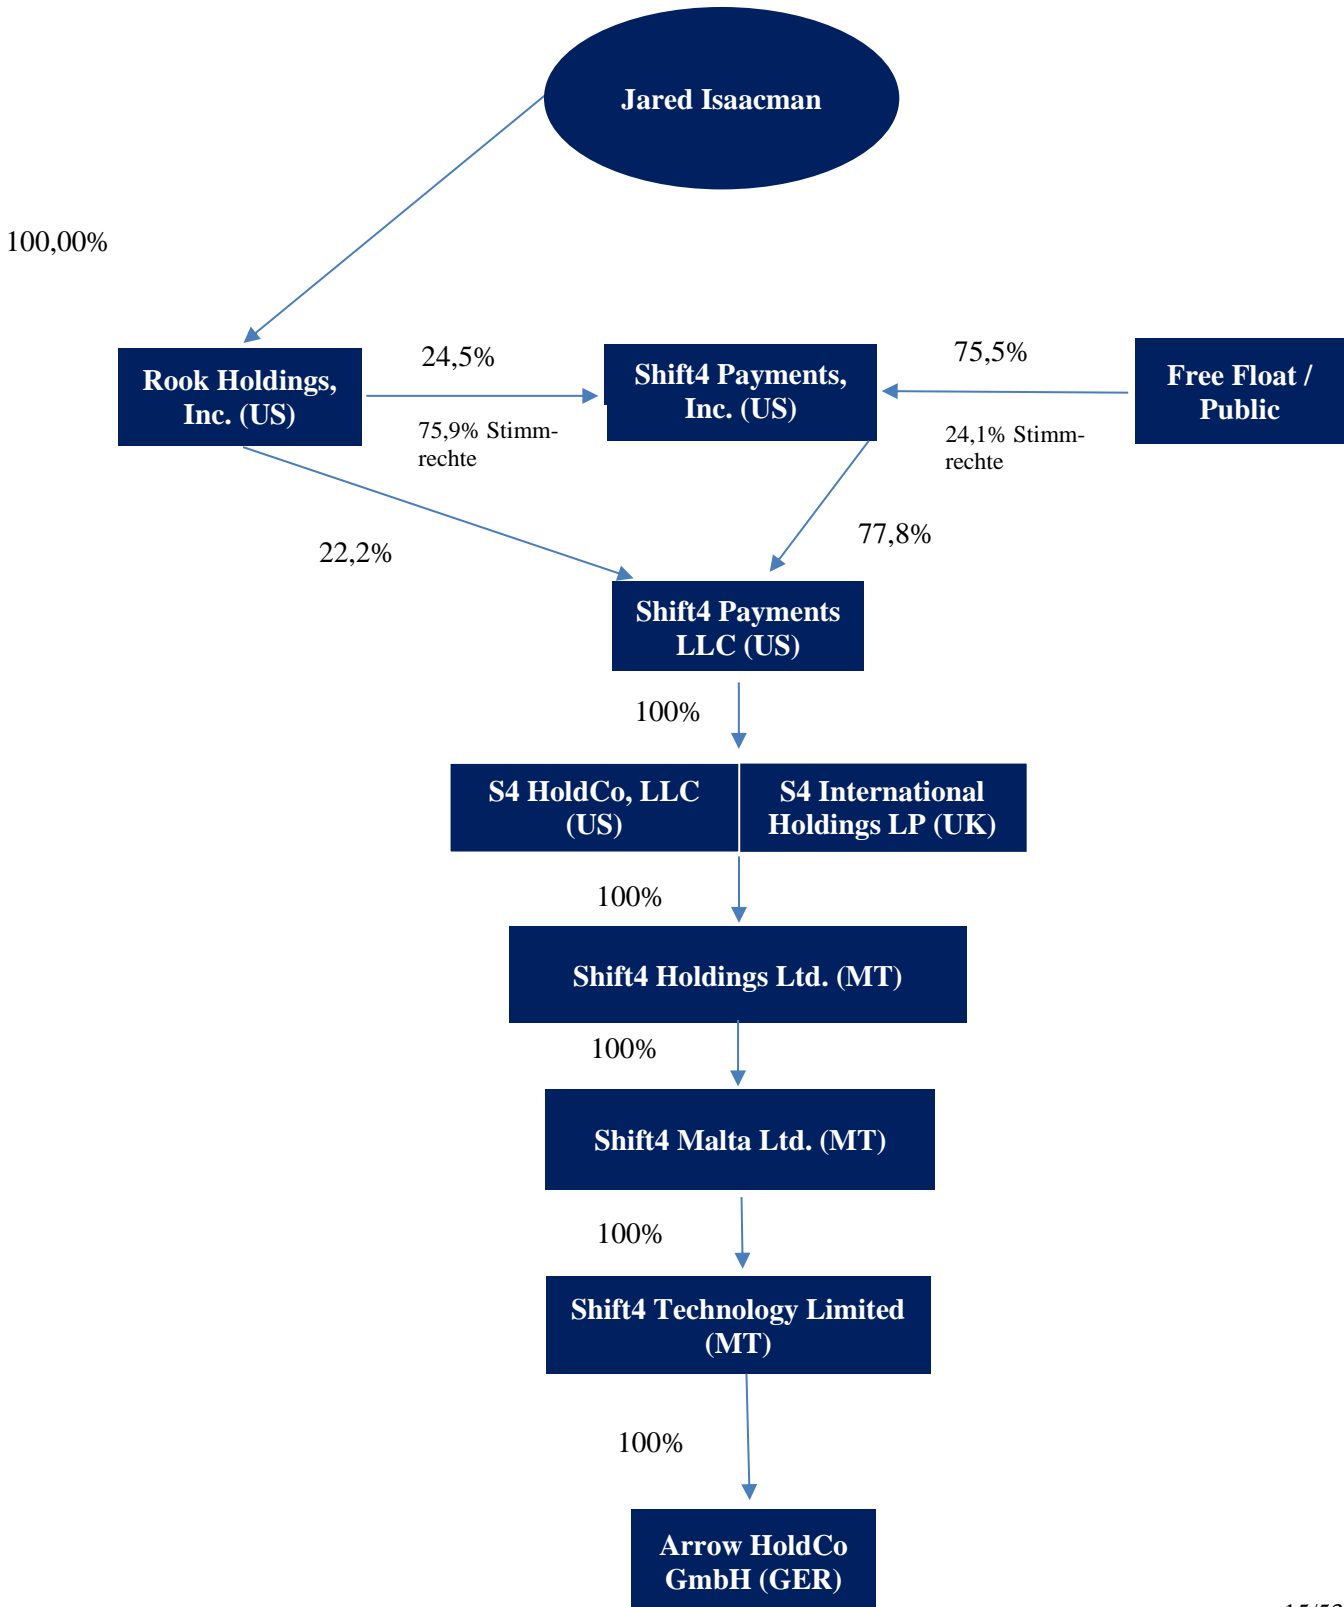 Jared Isaacman
100,00%
Rook Holdings,
Inc. (US)
24,5%
75,9% Stimm-
rechte
Shift4 Payments,
Inc. (US)
75,5%
24,1% Stimm-
rechte
Free Float /
Public
22,2%
77,8%
Shift4 Payments
LLC (US)
100%
S4 HoldCo, LLC
(US)
S4 International
Holdings LP (UK)
100%
Shift4 Holdings Ltd. (MT)
100%
Shift4 Malta Ltd. (MT)
100%
Shift4 Technology Limited
(MT)
100%
Arrow HoldCo
GmbH (GER)